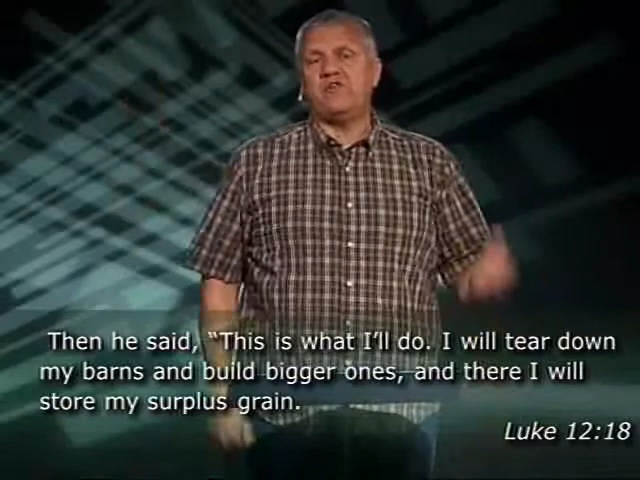 Then he said, “This is what I’ll do. I will tear down
my barns and build bigger ones, and there I will
store my surplus grain.
Luke 12:18